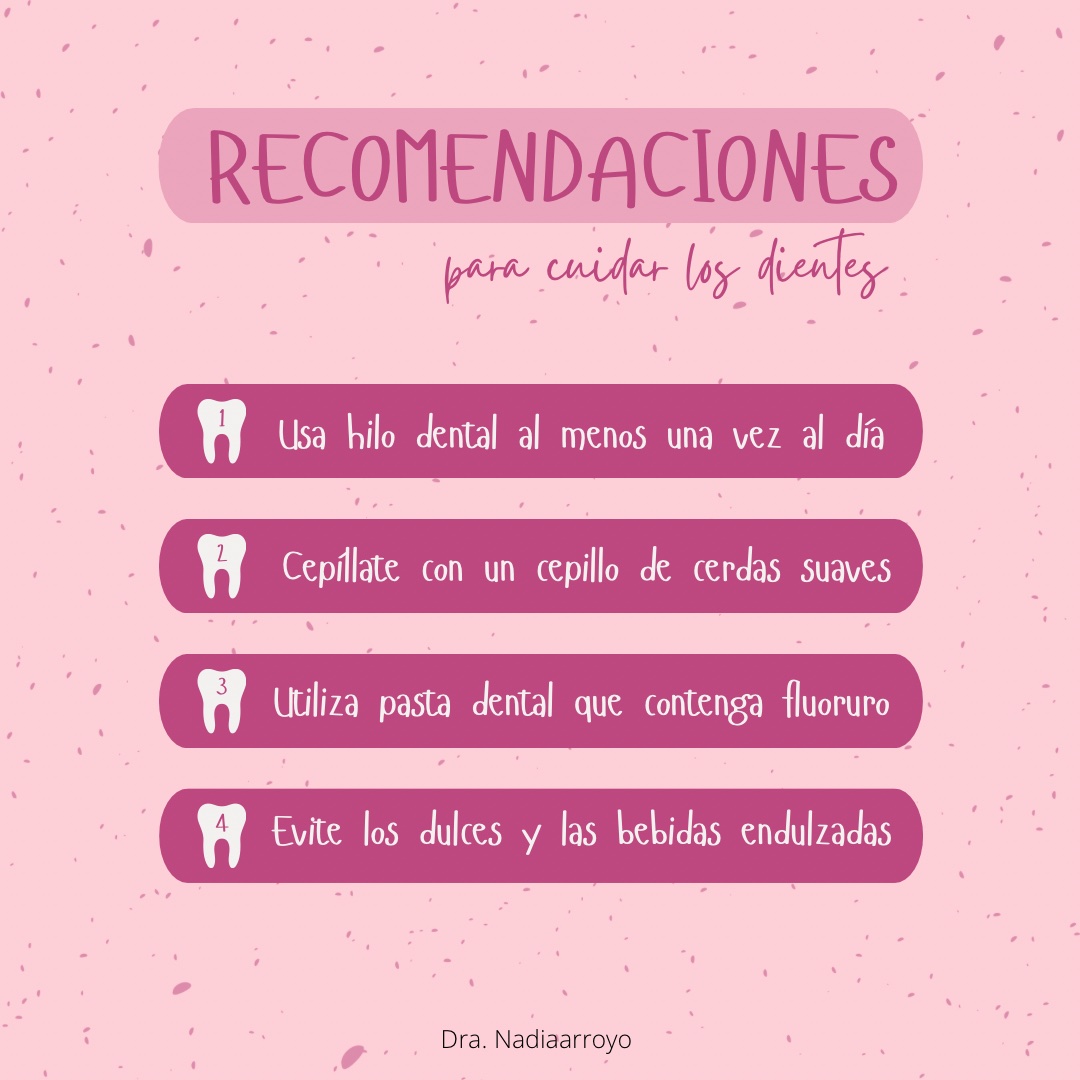 RECOMENDACIONES
para cuidar los dientes
1 Usa hilo dental al menos una vez al día
2 Cepíllate con un cepillo de cerdas suaves
3 Utiliza pasta dental que contenga fluoruro
4 Evite los dulces y las bebidas endulzadas
Dra. Nadiaarroyo